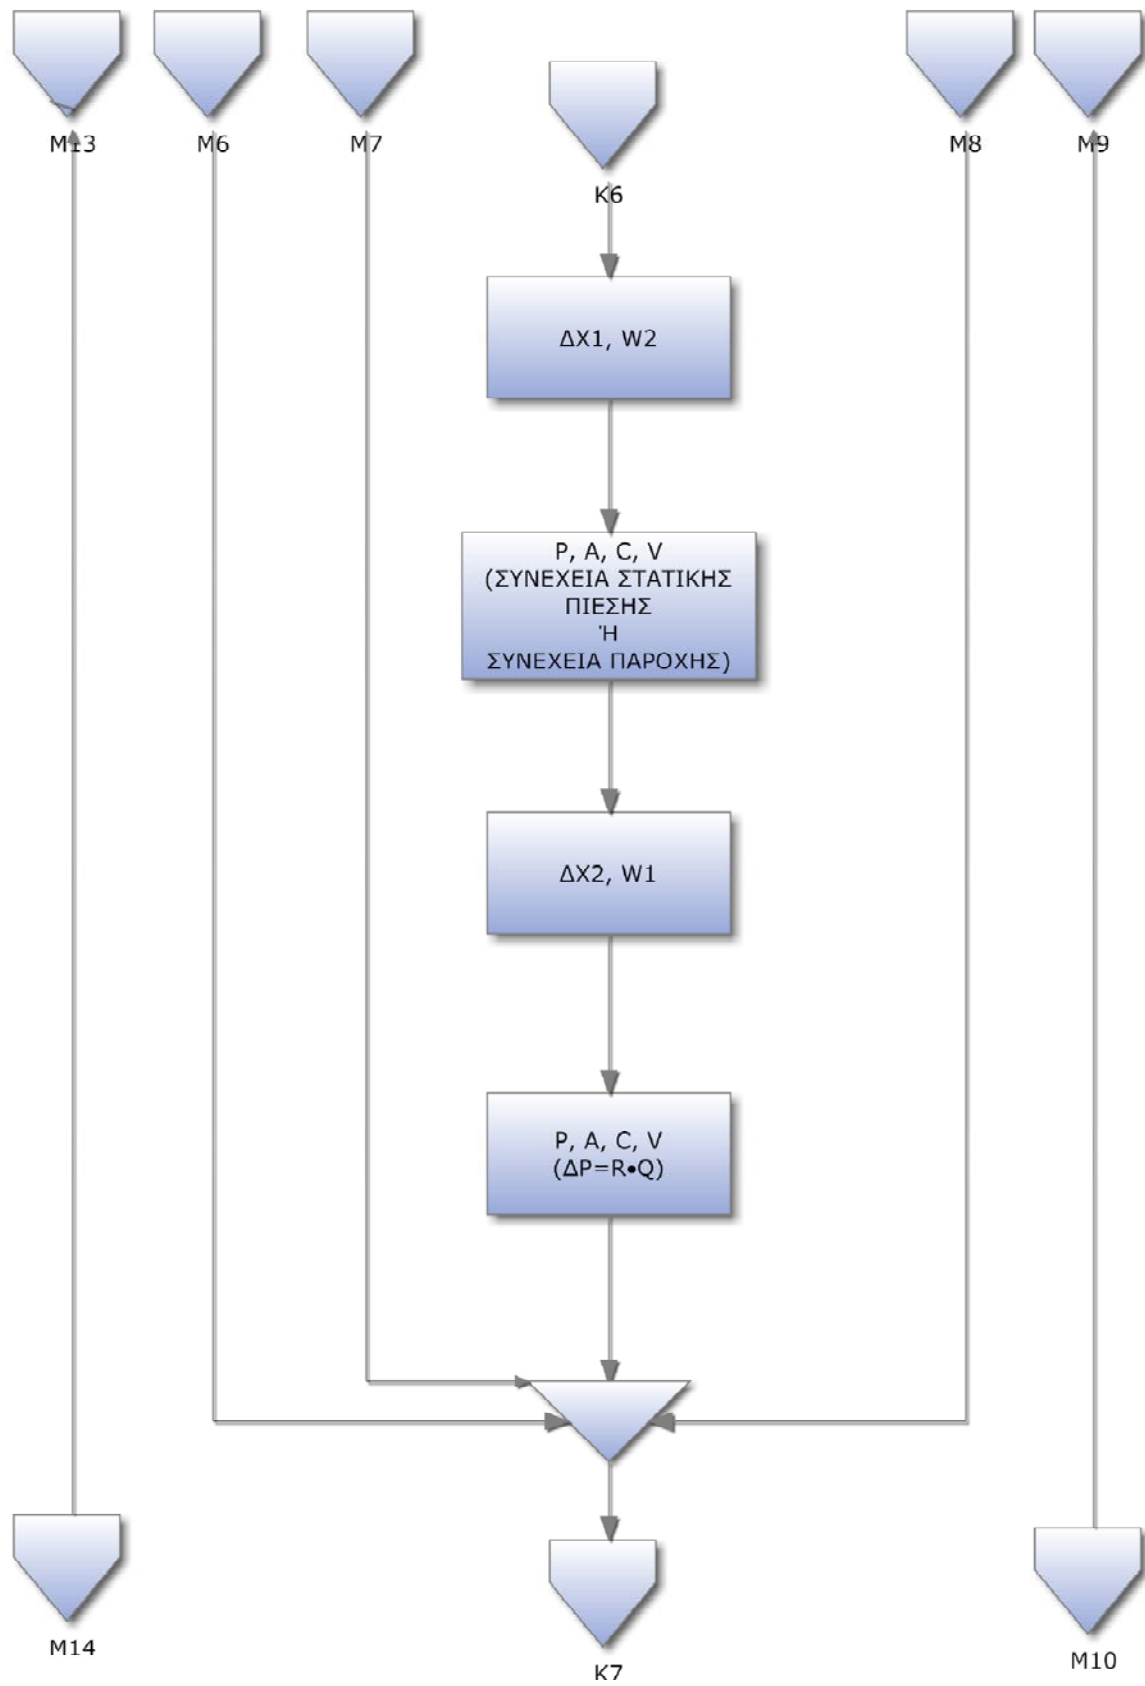 M13
M6
M7
M8
M9
K6
ΔX1, W2
P, A, C, V
(ΣΥΝΕΧΕΙΑ ΣΤΑΤΙΚΗΣ
ΠΙΕΣΗΣ
Ή
ΣΥΝΕΧΕΙΑ ΠΑΡΟΧΗΣ)
ΔX2, W1
P, A, C, V
(ΔP=R•Q)
M14
K7
M10